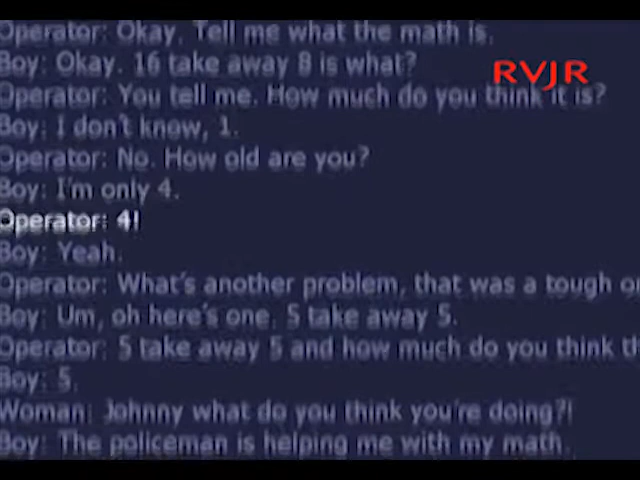 Operator: Okay. Tell me what the math is.
Boy: Okay. 16 take away 8 is what?
RVJR
Operator: You tell me. How much do you think it is?
Boy: I don't know, 1.
Operator: No. How old are you?
Boy: I'm only 4.
Operator: 4!
Boy: Yeah.
Operator: What's another problem, that was a tough
Boy: Um, oh here's one. 5 take away 5.
Operator: 5 take away 5 and how much do you think
Boy: 5.
Woman: Johnny what do you think you're doing?!
Boy: The policeman is helping me with my math.